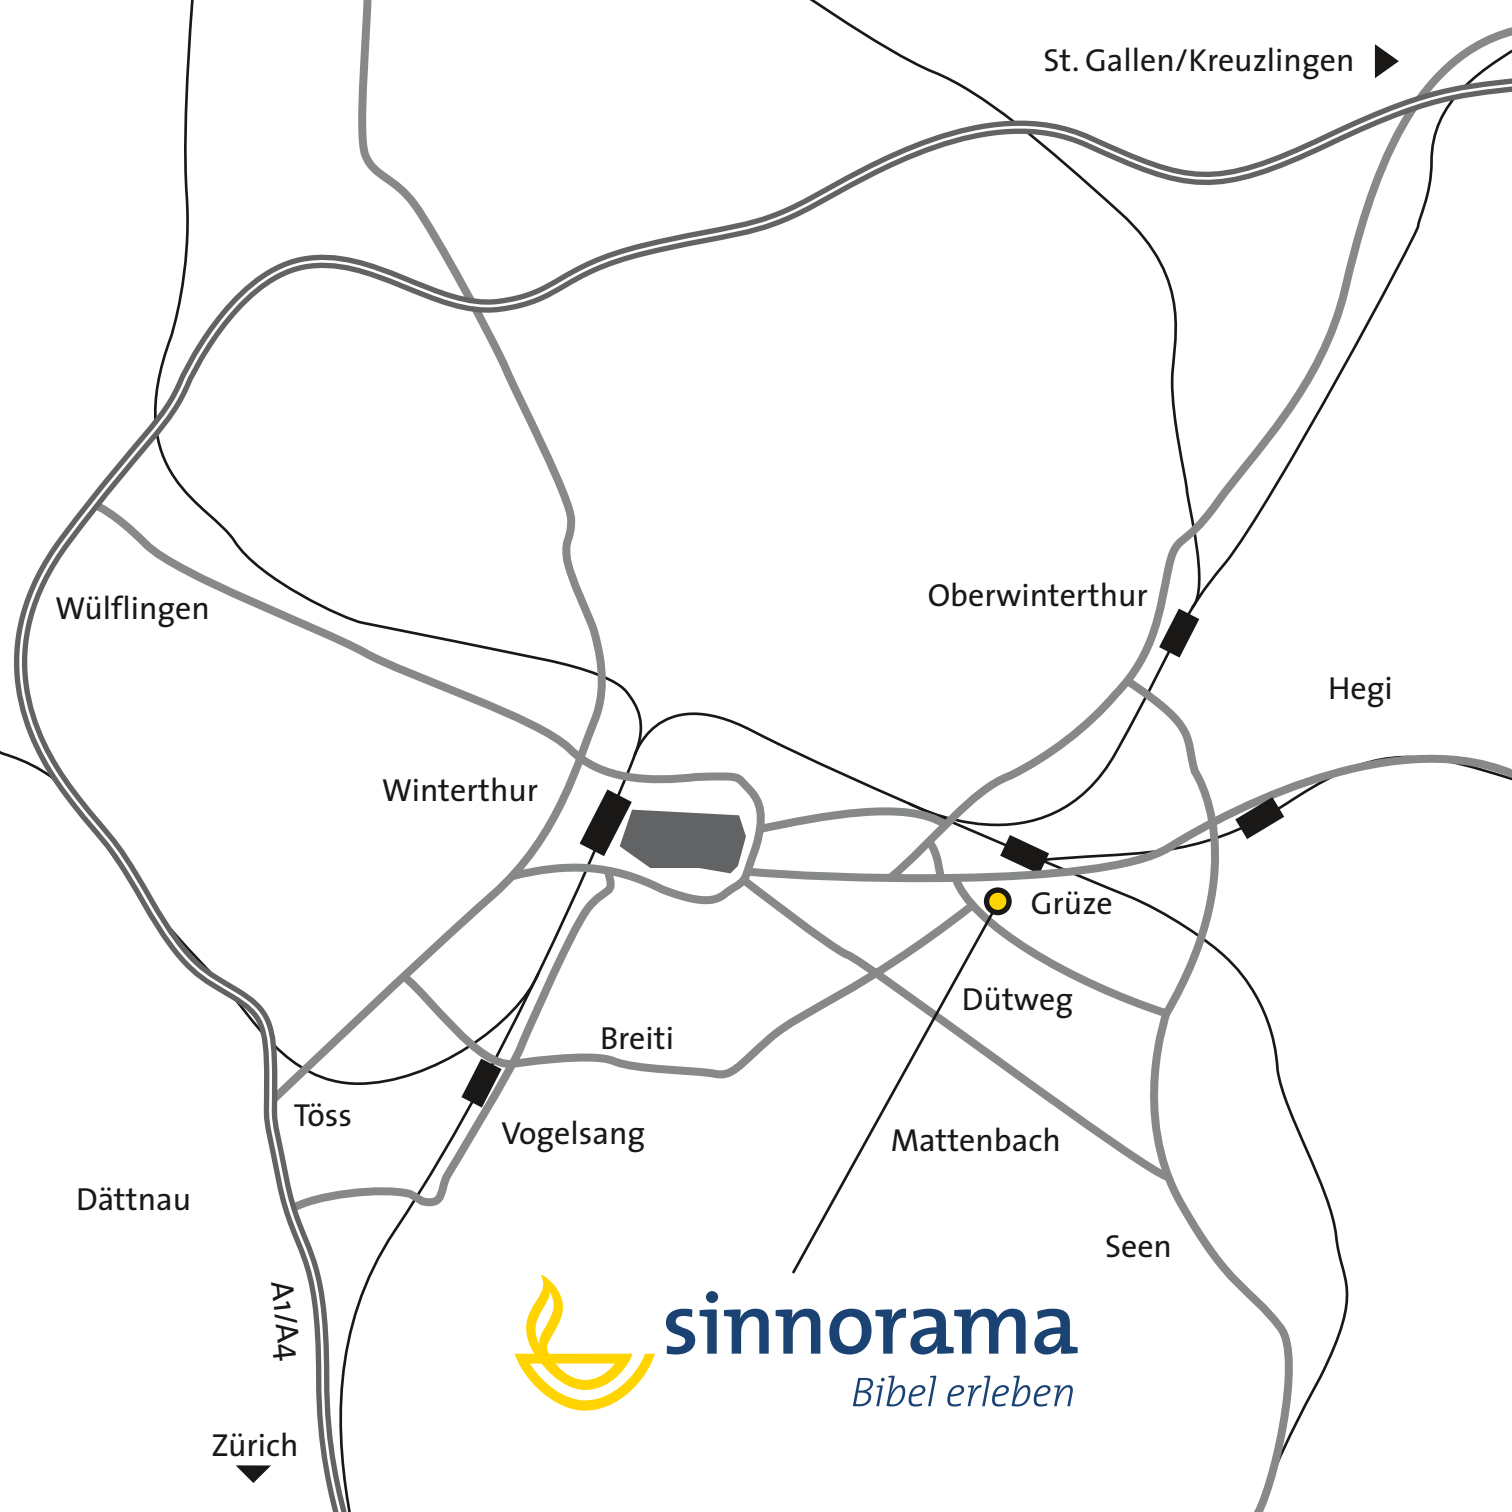 St. Gallen/Kreuzlingen
Wülflingen
Oberwinterthur
Hegi
Winterthur
Grüze
Dütweg
Breiti
Töss
Vogelsang
Mattenbach
Dättnau
Seen
A1/A4
sinnorama
Bibel erleben
Zürich